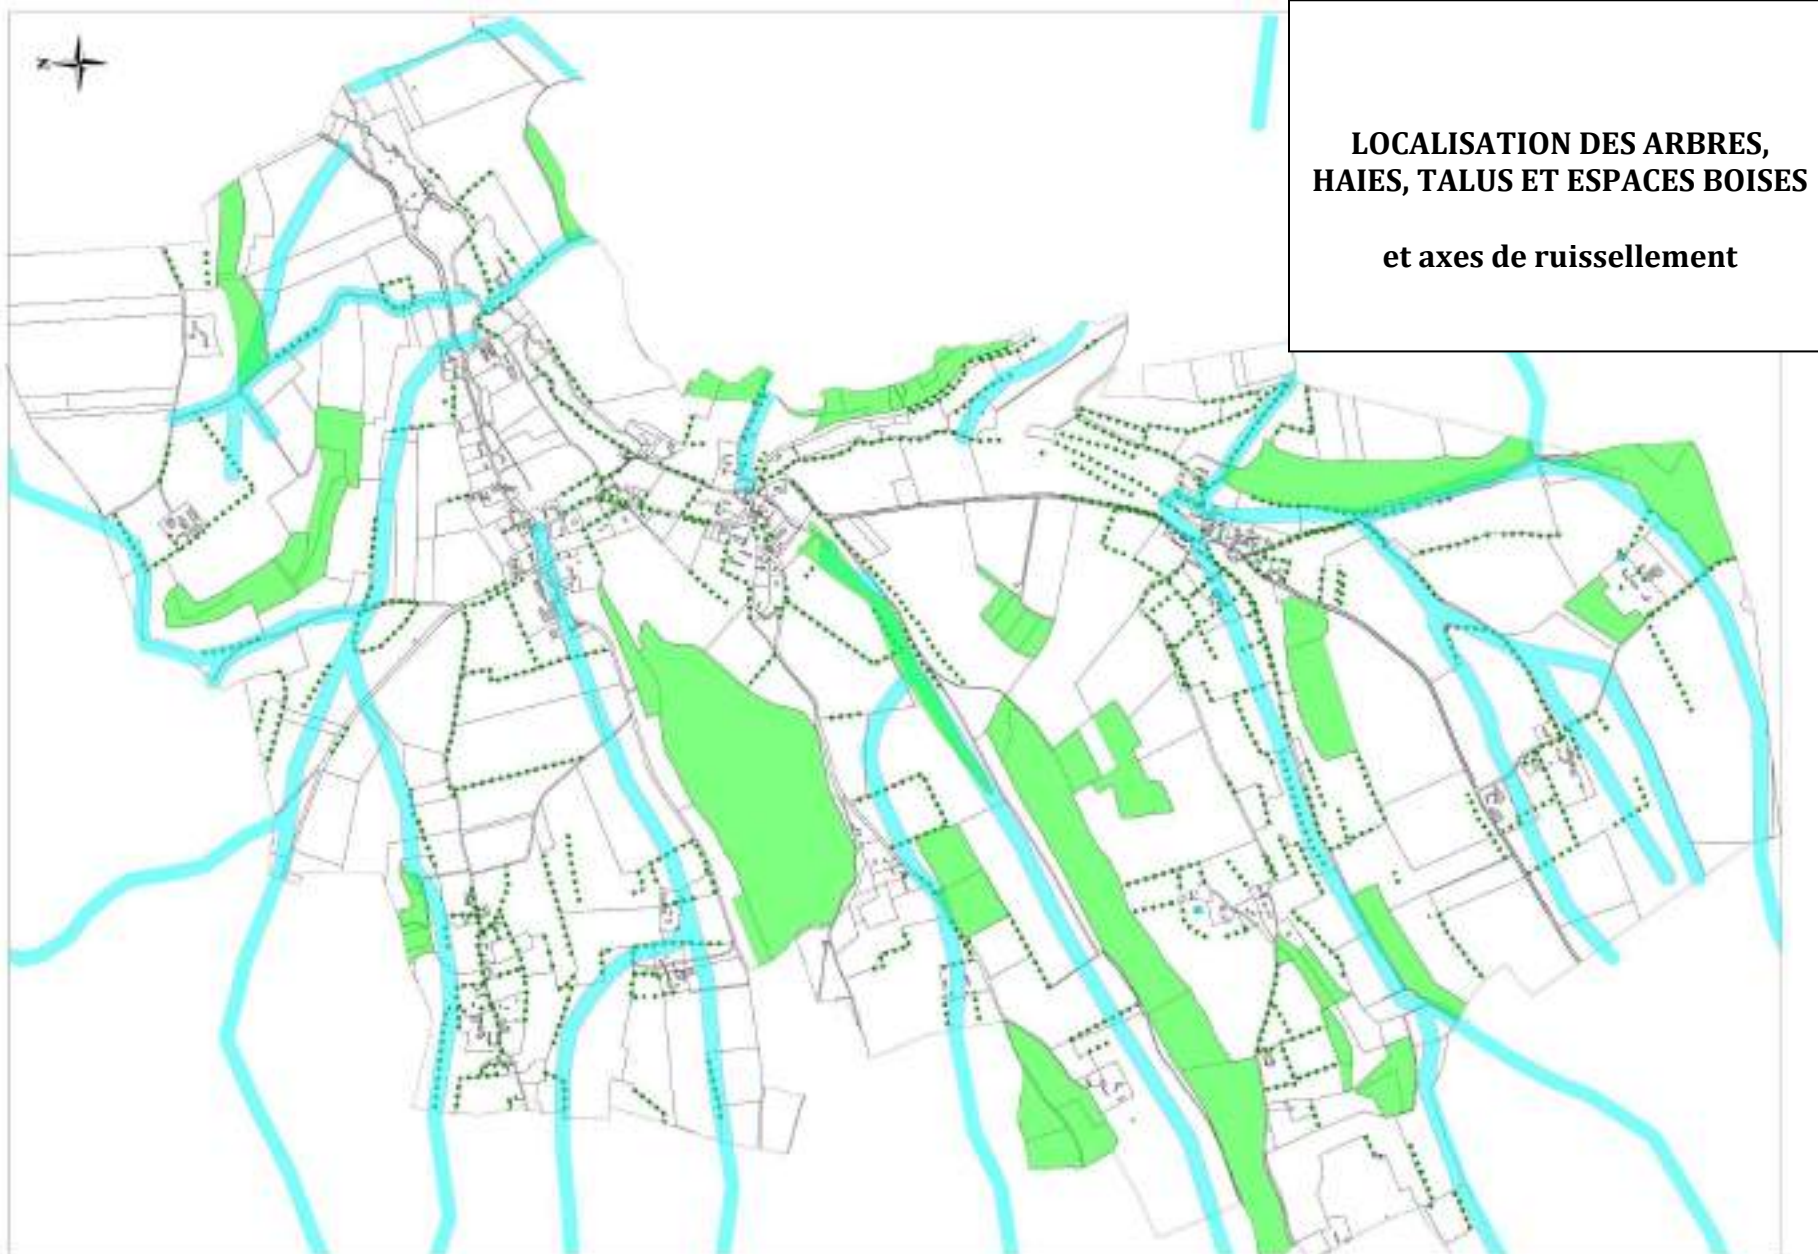 N
LOCALISATION DES ARBRES,
HAIES, TALUS ET ESPACES BOISES
et axes de ruissellement